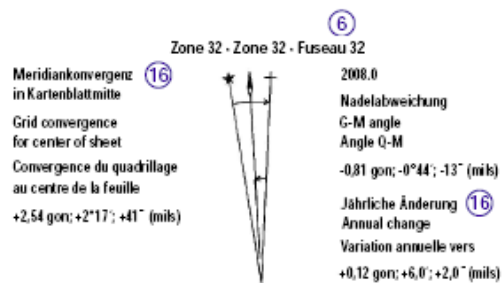 6
Zone 32 - Zone 32 - Fuseau 32
Meridiankonvergenz 16
in Kartenblattmitte
Grid convergence
for center of sheet
Convergence du quadrillage
au centre de la feuille
+2,54 gon; +2°17′; +41¯ (mils)
2008.0
Nadelabweichung
G-M angle
Angle Q-M
-0,81 gon; -0°44′; -13¯ (mils)
Jährliche Änderung 16
Annual change
Variation annuelle vers
+0,12 gon; +6,0′; +2,0¯ (mils)